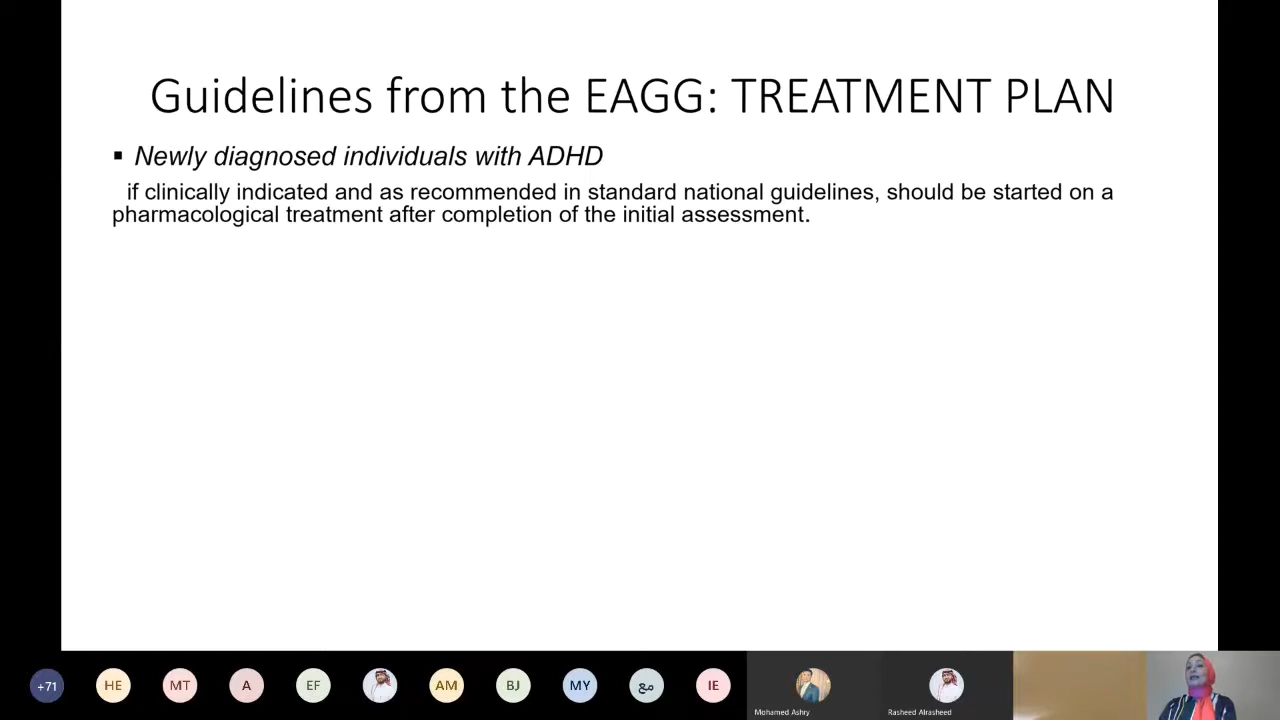 Guidelines from the EAGG: TREATMENT PLAN
▪ Newly diagnosed individuals with ADHD
if clinically indicated and as recommended in standard national guidelines, should be started on a
pharmacological treatment after completion of the initial assessment.
+71 HE MT A EF AM BJ MY مع IE
Mohamed Ashry Rasheed Alrasheed